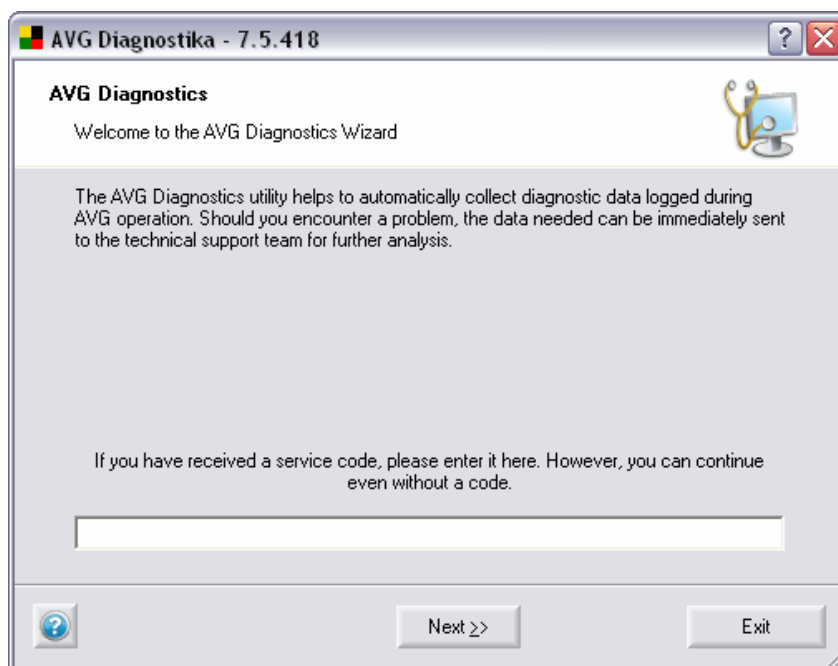 AVG Diagnostika - 7.5.418
AVG Diagnostics
Welcome to the AVG Diagnostics Wizard
The AVG Diagnostics utility helps to automatically collect diagnostic data logged during
AVG operation. Should you encounter a problem, the data needed can be immediately sent
to the technical support team for further analysis.
If you have received a service code, please enter it here. However, you can continue
even without a code.
Next >>
Exit